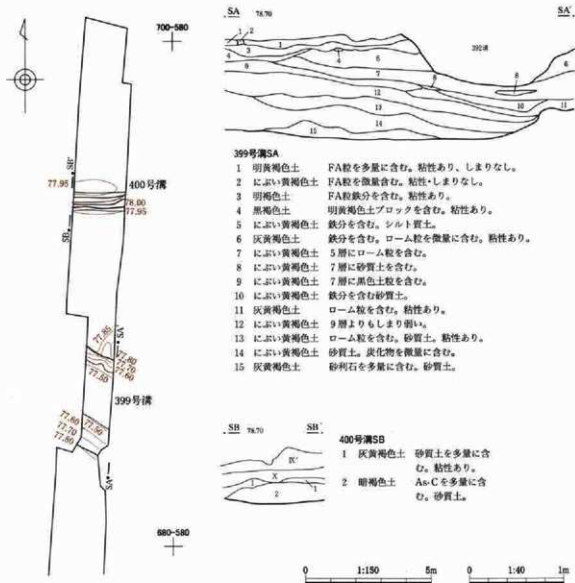 700-580
SB'
77.95
400号溝
78.00
77.95
SB
SA'
77.85
77.80
77.70
77.60
77.50
399号溝
77.60
77.50
77.70
77.80
SA
680-580
SA 78.70 SA'
399号溝SA
1 明黄褐色土 FA粒を多量に含む。粘性あり、しまりなし。
2 にぶい黄褐色土 FA粒を微量含む。粘性・しまりなし。
3 明褐色土 FA粒鉄分を含む。粘性あり。
4 黒褐色土 明黄褐色土ブロックを含む。粘性あり。
5 にぶい黄褐色土 鉄分を含む。シルト質土。
6 灰黄褐色土 鉄分を含む。ローム粒を微量に含む。粘性あり。
7 にぶい黄褐色土 5層にローム粒を含む。
8 にぶい黄褐色土 7層に砂質土を含む。
9 にぶい黄褐色土 7層に黒色土粒を含む。
10 にぶい黄褐色土 鉄分を含む砂質土。
11 灰黄褐色土 ローム粒を含む。粘性あり。
12 にぶい黄褐色土 9層よりもしまり弱い。
13 にぶい黄褐色土 ローム粒を含む。砂質土。粘性あり。
14 にぶい黄褐色土 砂質土。炭化物を微量に含む。
15 灰黄褐色土 砂利石を多量に含む。砂質土。
SB 78.70 SB'
Ⅸ'
Ⅹ
1 1
2
400号溝SB
1 灰黄褐色土 砂質土を多量に含
む。粘性あり。
2 暗褐色土 As-Cを多量に含
む。砂質土。
0 1:150 5m 0 1:40 1m